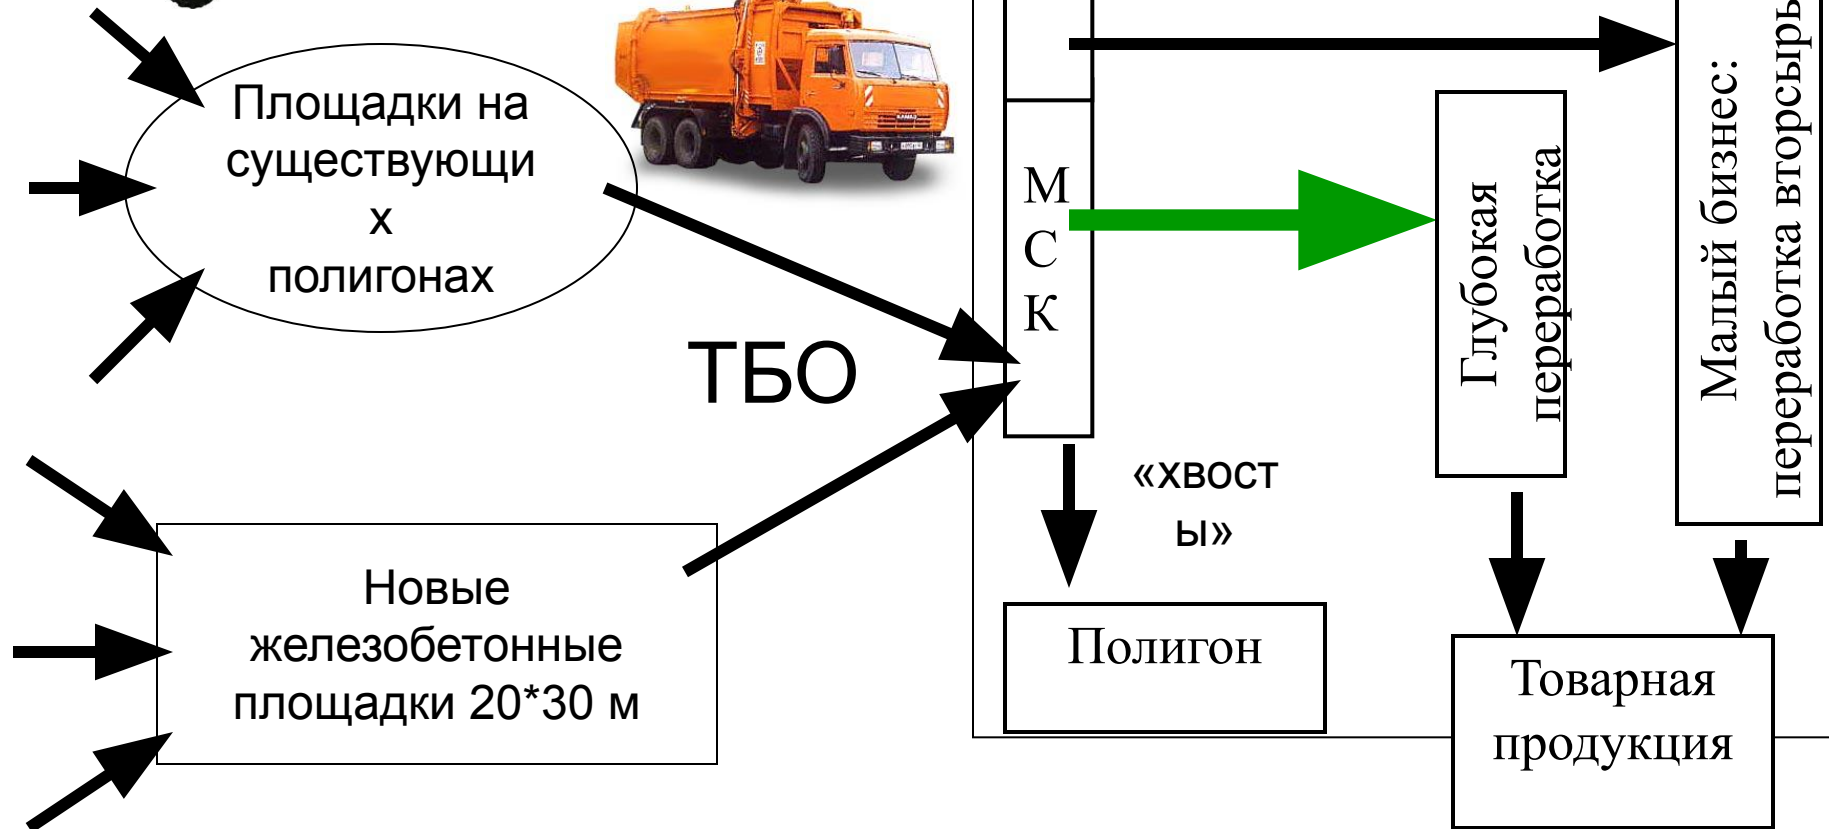 Площадки на
существующи
х
полигонах
ТБО
Новые
железобетонные
площадки 20*30 м
М
С
К
«хвост
ы»
Полигон
Глубокая
переработка
Малый бизнес:
переработка вторсырь
Товарная
продукция